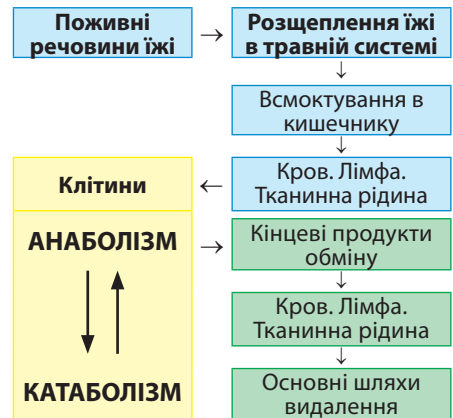 Поживні
речовини їжі
→
Розщеплення їжі
в травній системі
↓
Всмоктування в
кишечнику
↓
Кров. Лімфа.
Тканинна рідина
←
Клітини
АНАБОЛІЗМ
КАТАБОЛІЗМ
→
Кінцеві продукти
обміну
↓
Кров. Лімфа.
Тканинна рідина
↓
Основні шляхи
видалення